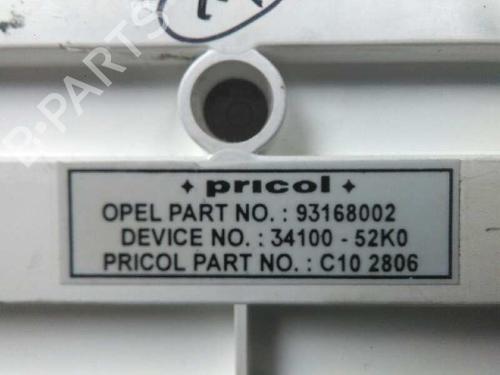 pricol
OPEL PART NO. : 93168002
DEVICE NO. : 34100 - 52K0
PRICOL PART NO. : C10 2806
B-PARTS